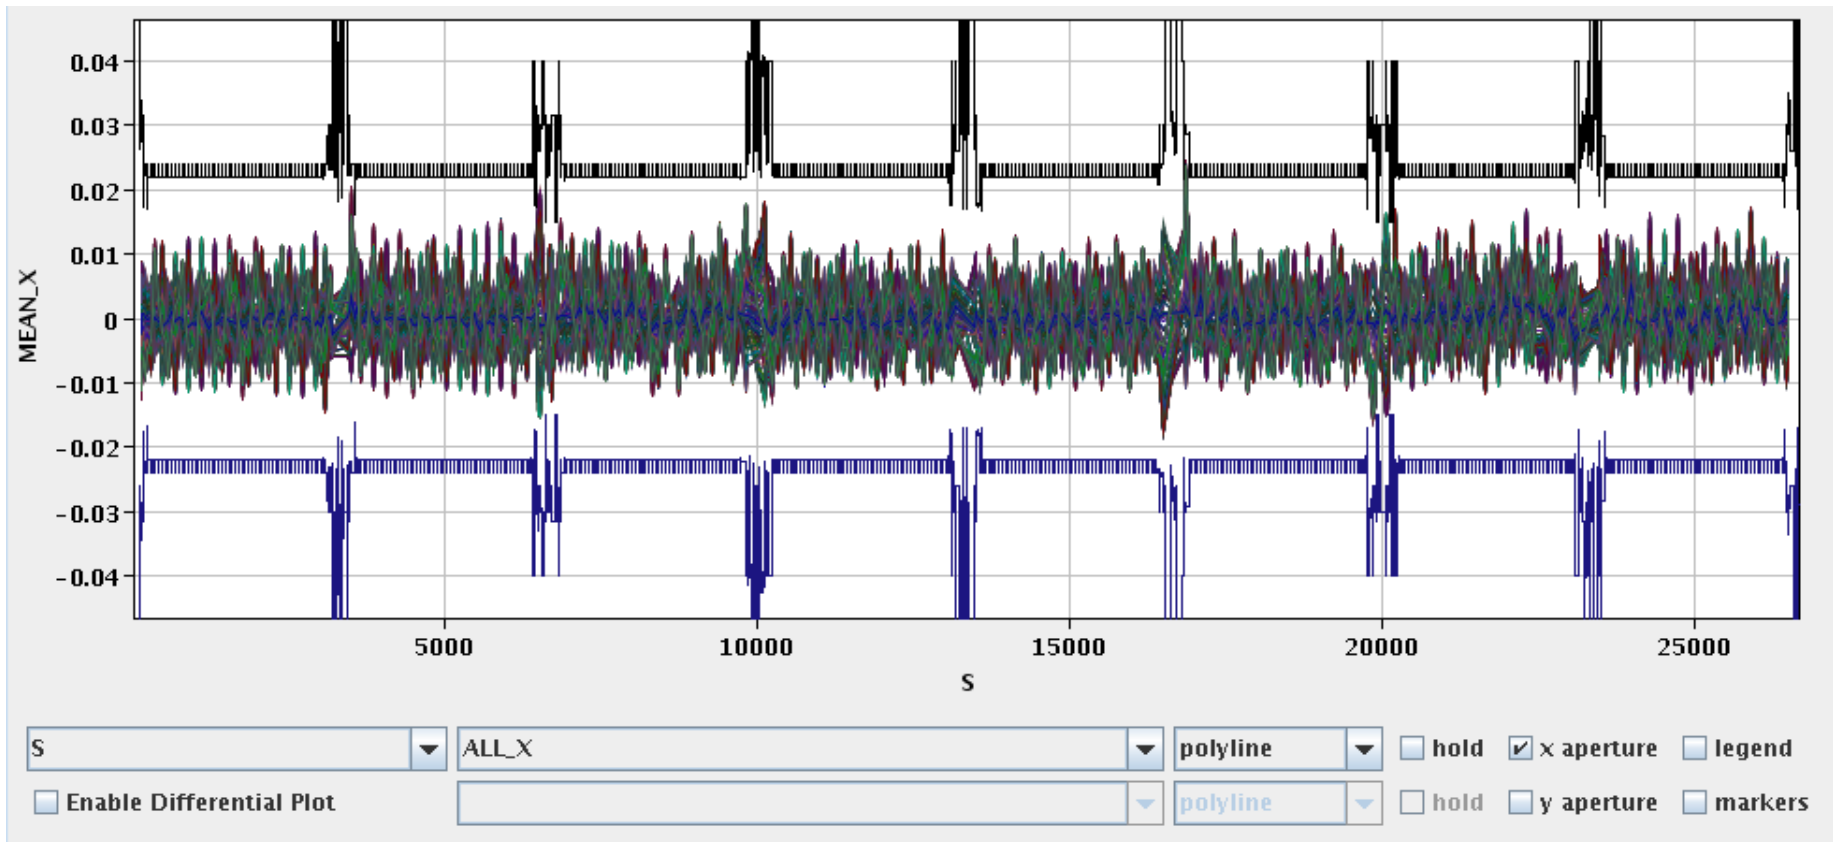 0.04
0.03
0.02
0.01
0
-0.01
-0.02
-0.03
-0.04
MEAN_X
5000 10000 15000 20000 25000
S
S ALL_X polyline hold x aperture legend
Enable Differential Plot polyline hold y aperture markers